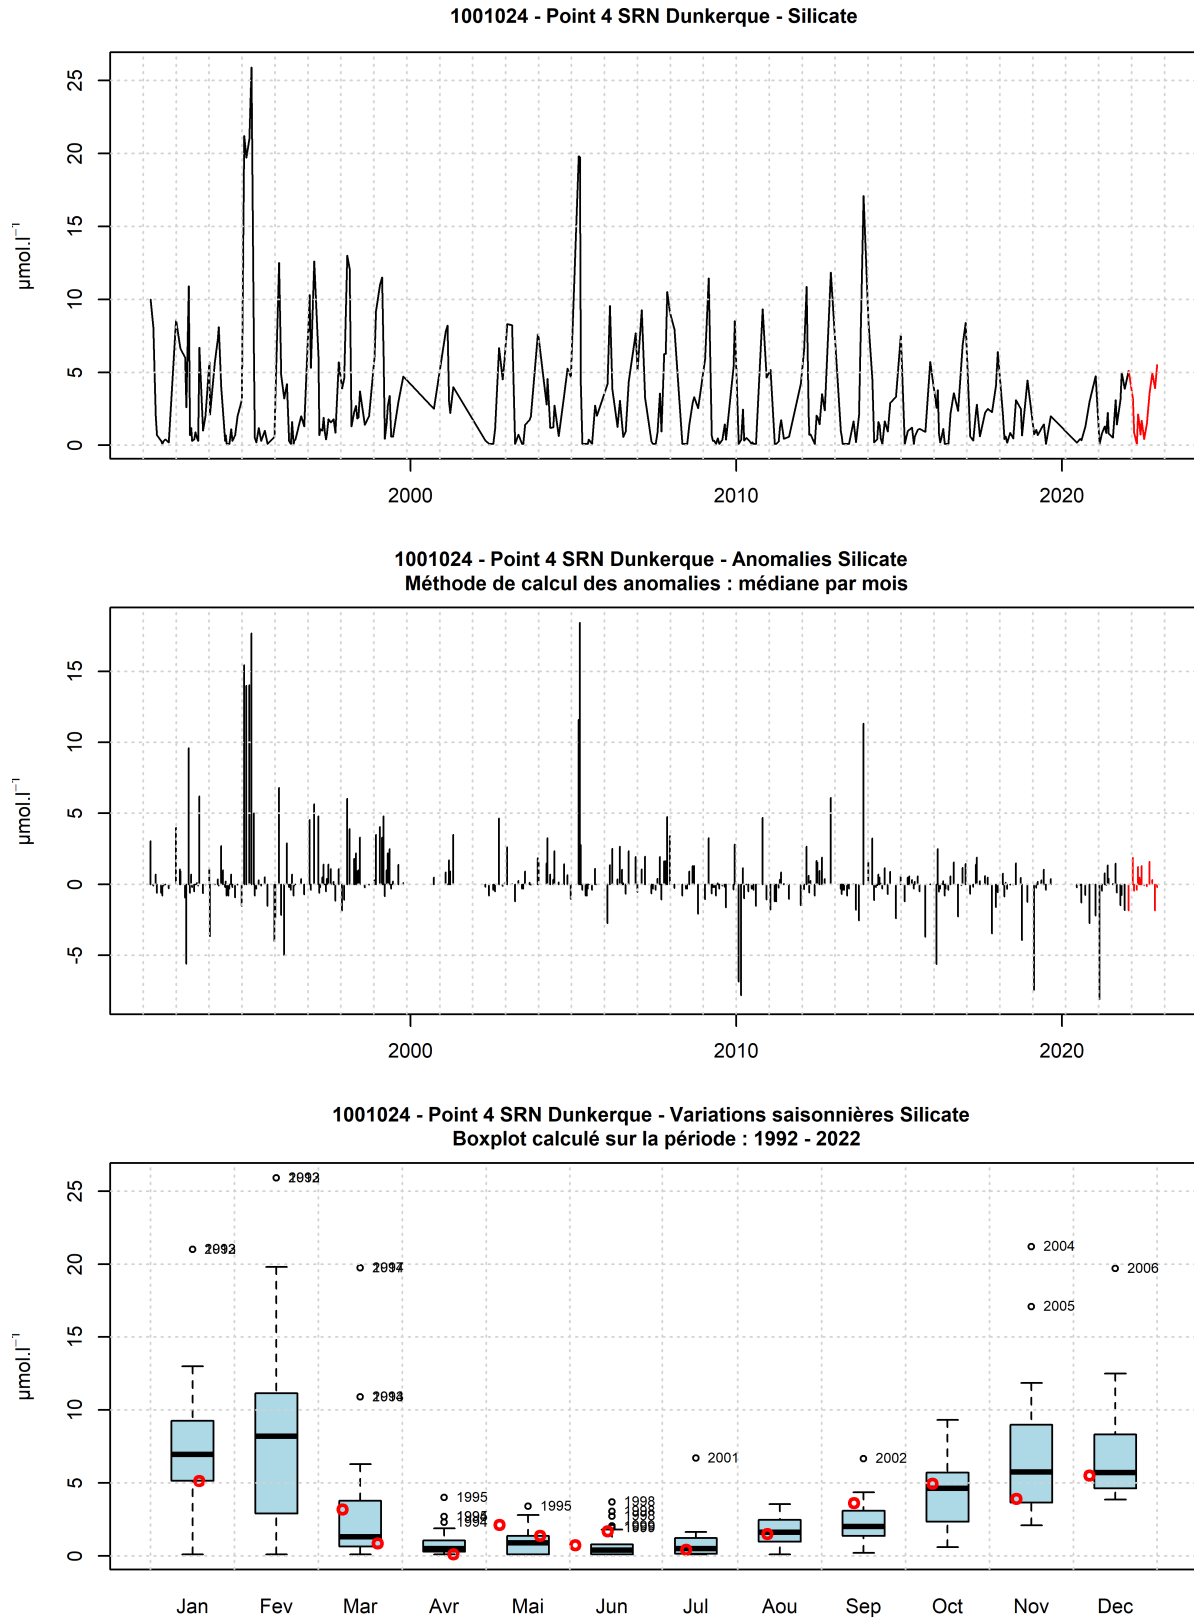 1001024 - Point 4 SRN Dunkerque - Silicate
µmol.l⁻¹
25
20
15
10
5
0
2000
2010
2020
1001024 - Point 4 SRN Dunkerque - Anomalies Silicate
Méthode de calcul des anomalies : médiane par mois
µmol.l⁻¹
15
10
5
0
-5
2000
2010
2020
1001024 - Point 4 SRN Dunkerque - Variations saisonnières Silicate
Boxplot calculé sur la période : 1992 - 2022
µmol.l⁻¹
25
20
15
10
5
0
2004
2006
2005
2001
2002
1995
1994
1995
1998
1998
Jan
Fev
Mar
Avr
Mai
Jun
Jul
Aou
Sep
Oct
Nov
Dec